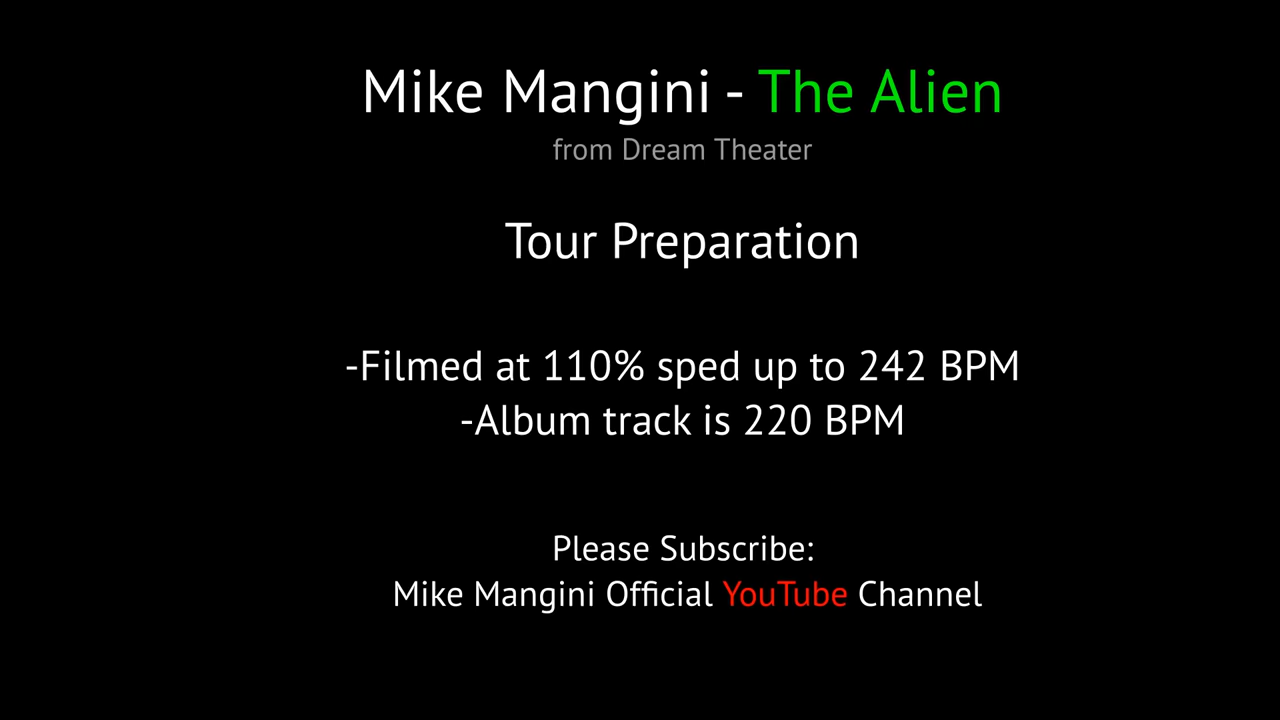 Mike Mangini - The Alien
from Dream Theater
Tour Preparation
-Filmed at 110% sped up to 242 BPM
-Album track is 220 BPM
Please Subscribe:
Mike Mangini Official YouTube Channel